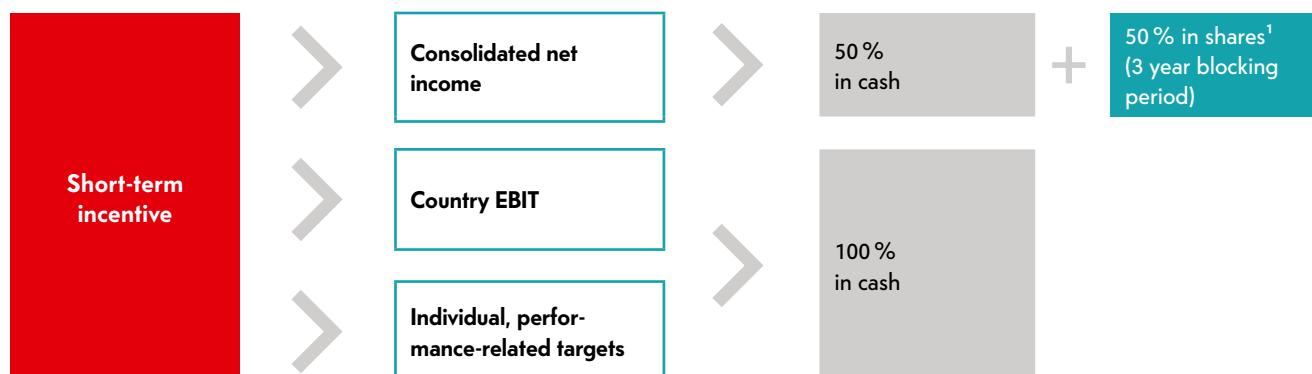 Short-term
incentive
Consolidated net
income
50 %
in cash
50 % in shares¹
(3 year blocking
period)
Country EBIT
Individual, perfor-
mance-related targets
100 %
in cash